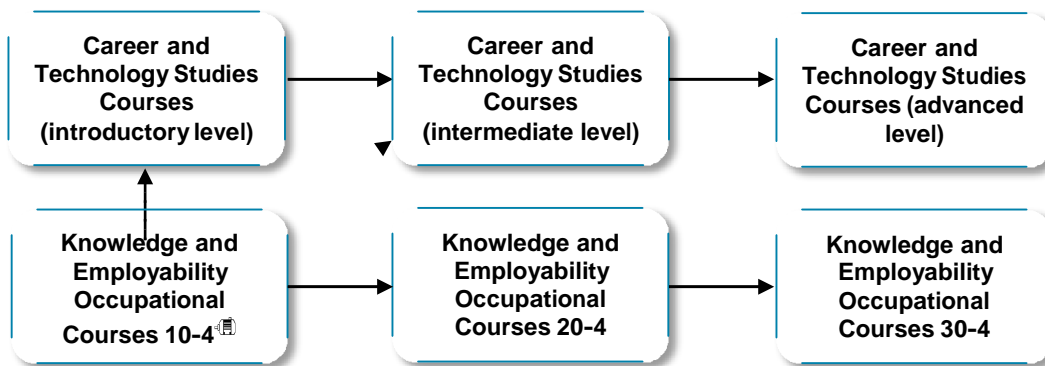 Career and
Technology Studies
Courses
(introductory level)
Career and
Technology Studies
Courses
(intermediate level)
Career and
Technology Studies
Courses (advanced
level)
Knowledge and
Employability
Occupational
Courses 10-4
Knowledge and
Employability
Occupational
Courses 20-4
Knowledge and
Employability
Occupational
Courses 30-4